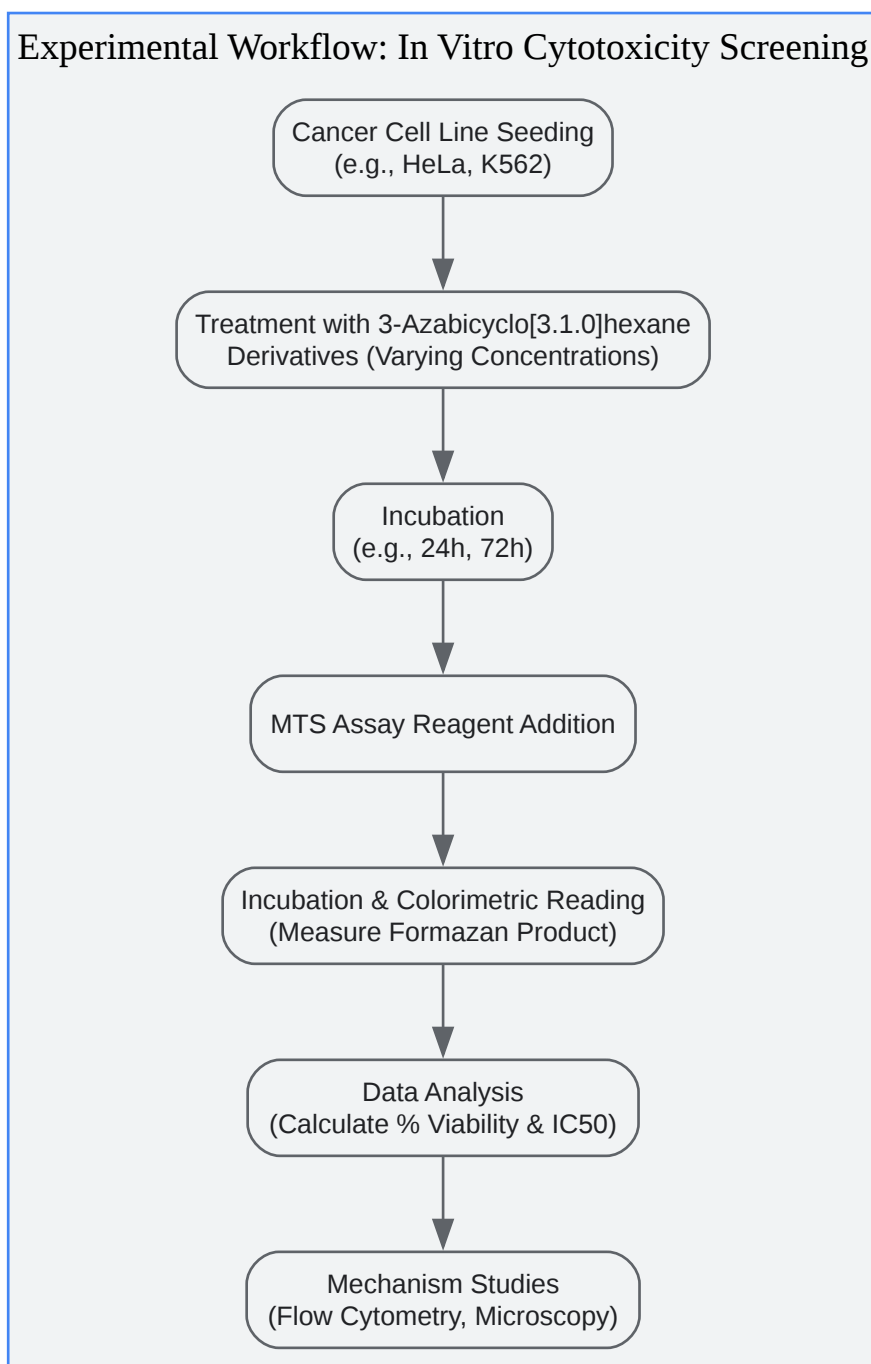 Experimental Workflow: In Vitro Cytotoxicity Screening
Cancer Cell Line Seeding
(e.g., HeLa, K562)
Treatment with 3-Azabicyclo[3.1.0]hexane
Derivatives (Varying Concentrations)
Incubation
(e.g., 24h, 72h)
MTS Assay Reagent Addition
Incubation & Colorimetric Reading
(Measure Formazan Product)
Data Analysis
(Calculate % Viability & IC50)
Mechanism Studies
(Flow Cytometry, Microscopy)